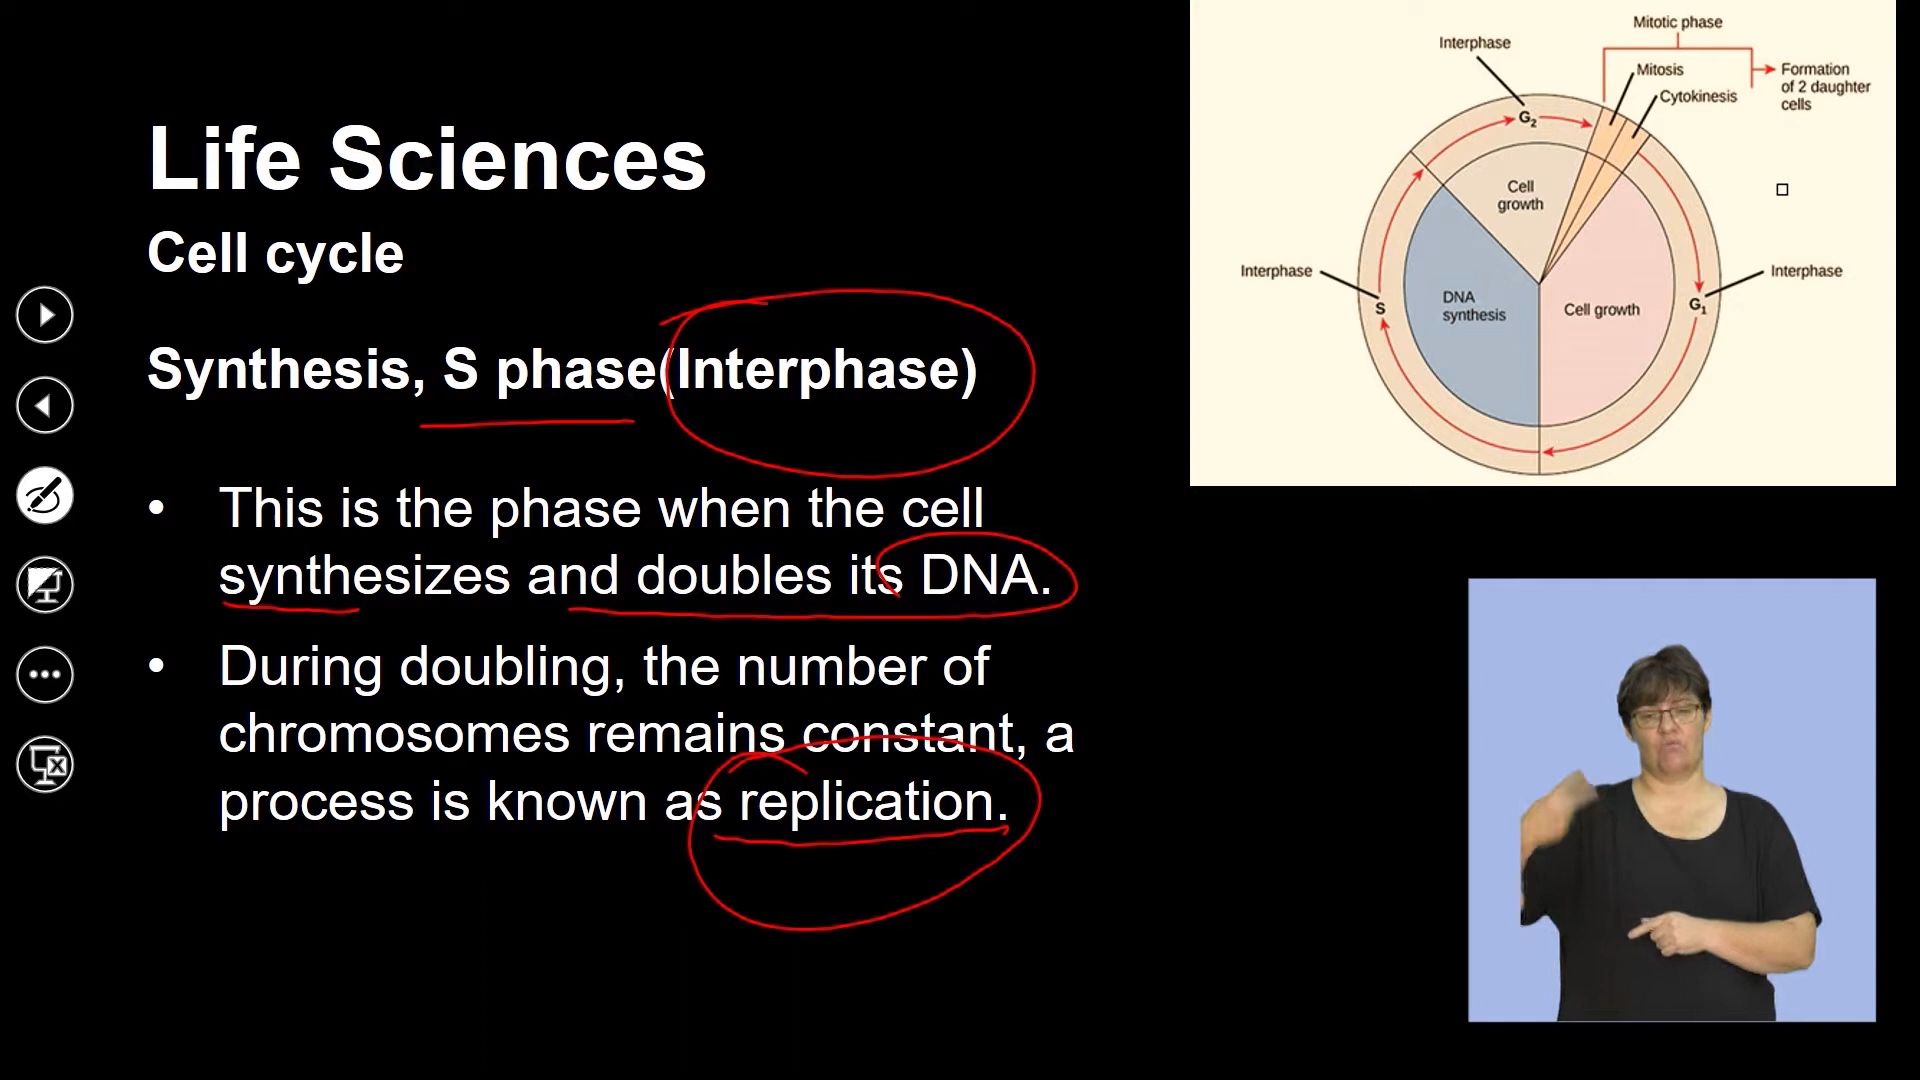 Life Sciences
Cell cycle
Synthesis, S phase(Interphase)
• This is the phase when the cell
synthesizes and doubles its DNA.
• During doubling, the number of
chromosomes remains constant, a
process is known as replication.
Mitotic phase
Interphase
Mitosis
Formation
of 2 daughter
cells
Cytokinesis
G₂
Cell
growth
Interphase
Interphase
S
DNA
synthesis
Cell growth
G₁